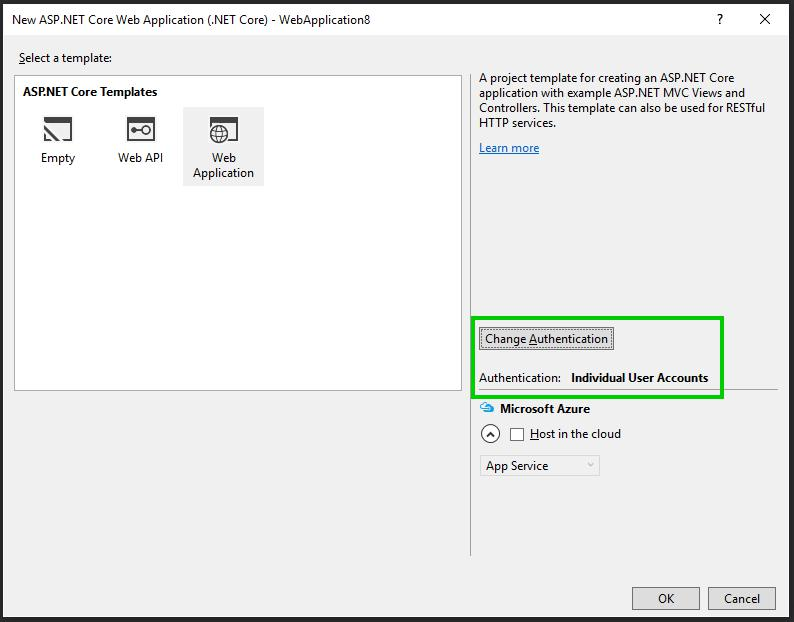 New ASP.NET Core Web Application (.NET Core) - WebApplication8
?
Select a template:
ASP.NET Core Templates
Empty
Web API
Web
Application
A project template for creating an ASP.NET Core
application with example ASP.NET MVC Views and
Controllers. This template can also be used for RESTful
HTTP services.
Learn more
Change Authentication
Authentication: Individual User Accounts
Microsoft Azure
Host in the cloud
App Service
OK
Cancel